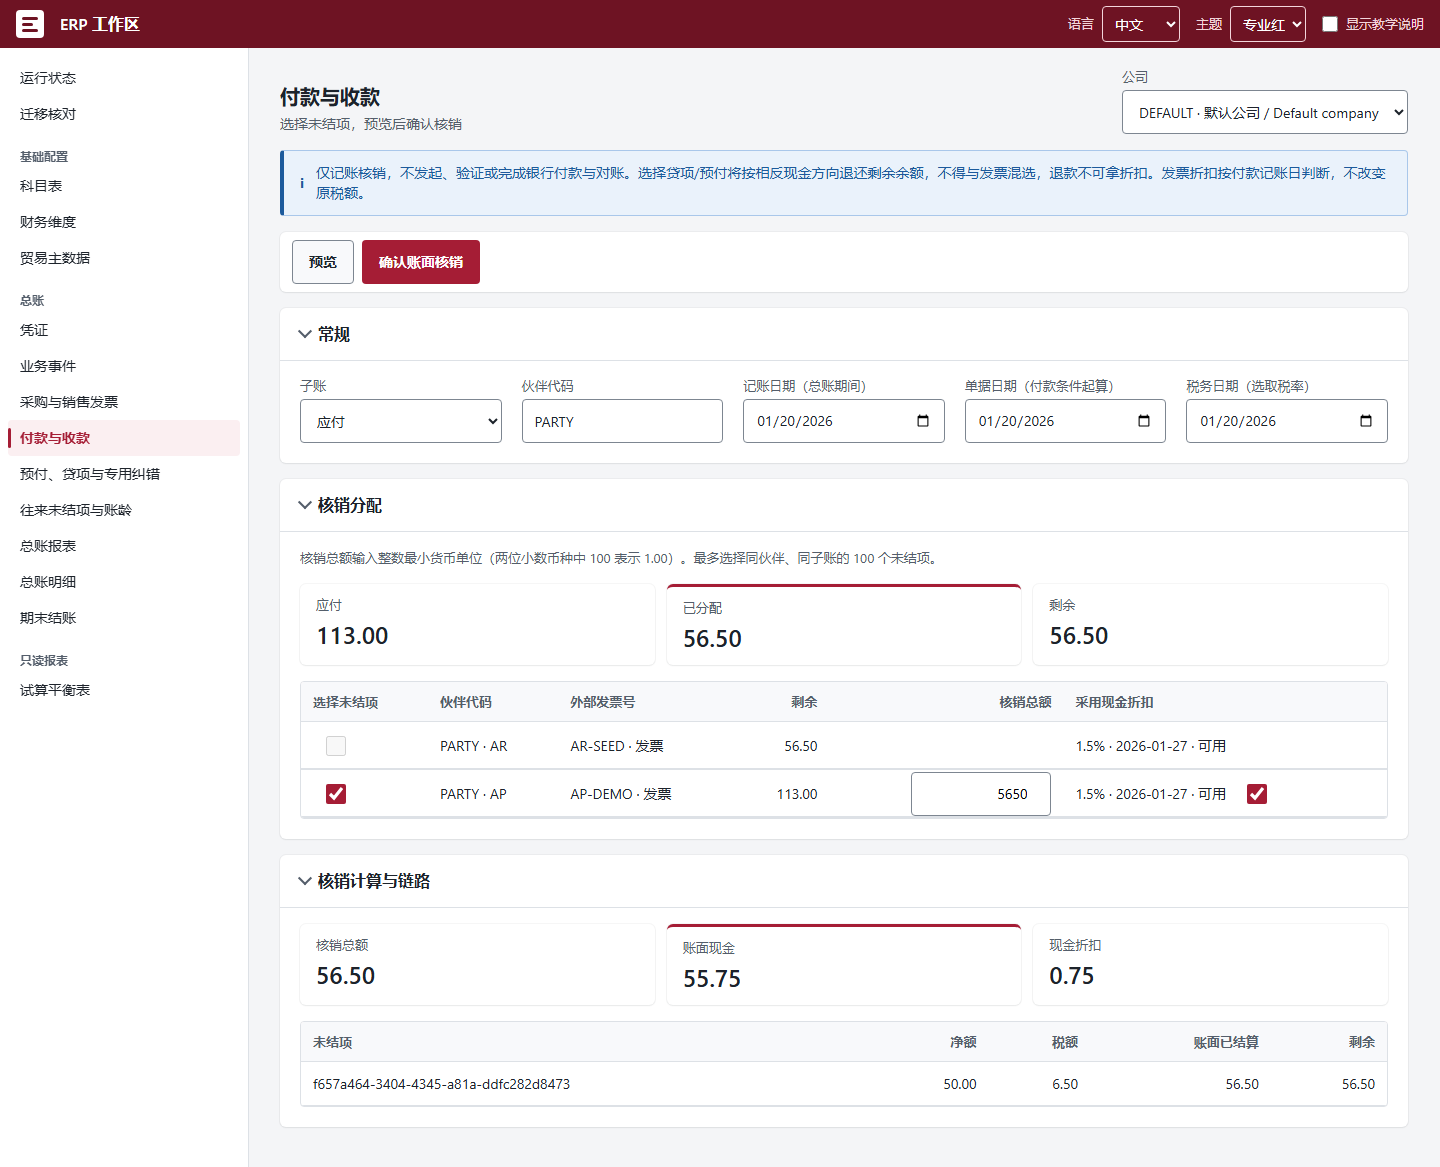 ERP 工作区
语言 中文 主题 专业红 显示教学说明
运行状态
迁移核对
基础配置
科目表
财务维度
贸易主数据
总账
凭证
业务事件
采购与销售发票
付款与收款
预付、贷项与专用纠错
往来未结项与账龄
总账报表
总账明细
期末结账
只读报表
试算平衡表
付款与收款
选择未结项，预览后确认核销
公司
DEFAULT · 默认公司 / Default company
仅记账核销，不发起、验证或完成银行付款与对账。选择贷项/预付将按相反现金方向退还剩余余额，不得与发票混选，退款不可拿折扣。发票折扣按付款记账日判断，不改变
原税额。
预览 确认账面核销
常规
子账 伙伴代码 记账日期（总账期间） 单据日期（付款条件起算） 税务日期（选取税率）
应付 PARTY 01/20/2026 01/20/2026 01/20/2026
核销分配
核销总额输入整数最小货币单位（两位小数币种中 100 表示 1.00）。最多选择同伙伴、同子账的 100 个未结项。
应付 已分配 剩余
113.00 56.50 56.50
选择未结项 伙伴代码 外部发票号 剩余 核销总额 采用现金折扣
PARTY · AR AR-SEED · 发票 56.50 1.5% · 2026-01-27 · 可用
PARTY · AP AP-DEMO · 发票 113.00 5650 1.5% · 2026-01-27 · 可用
核销计算与链路
核销总额 账面现金 现金折扣
56.50 55.75 0.75
未结项 净额 税额 账面已结算 剩余
f657a464-3404-4345-a81a-ddfc282d8473 50.00 6.50 56.50 56.50